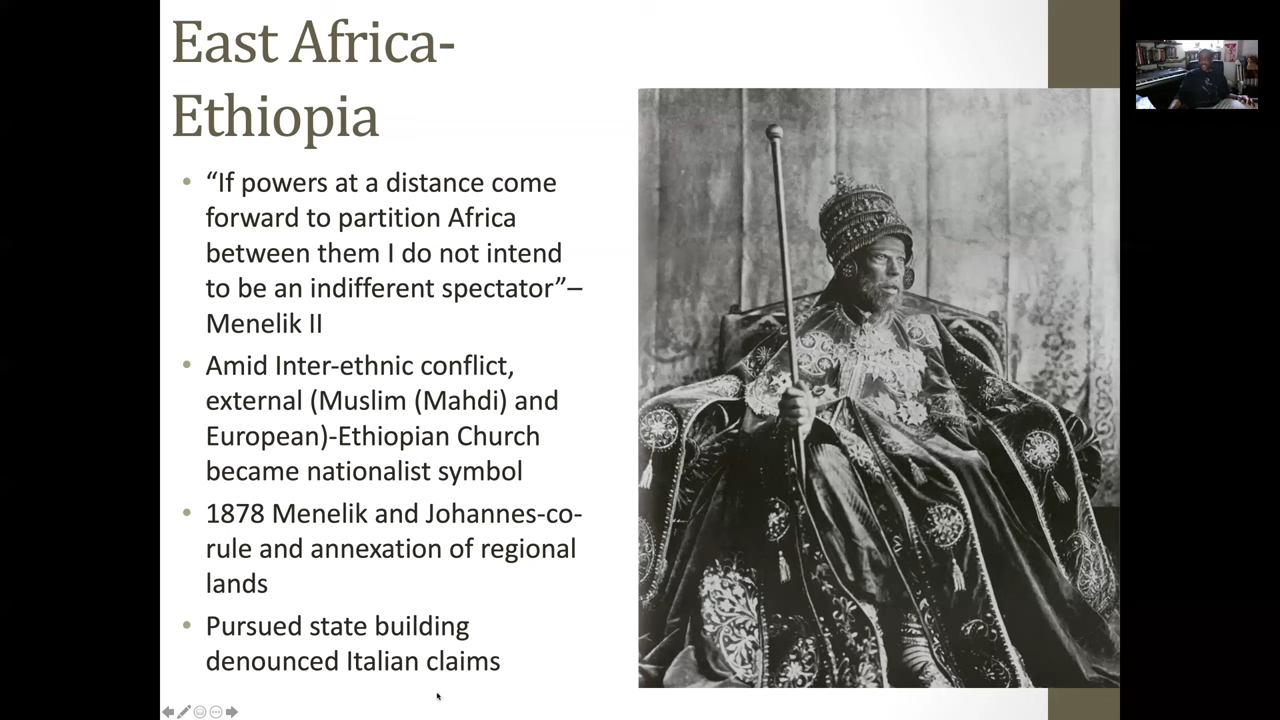 East Africa-
Ethiopia
• “If powers at a distance come
forward to partition Africa
between them I do not intend
to be an indifferent spectator”–
Menelik II
• Amid Inter-ethnic conflict,
external (Muslim (Mahdi) and
European)-Ethiopian Church
became nationalist symbol
• 1878 Menelik and Johannes-co-
rule and annexation of regional
lands
• Pursued state building
denounced Italian claims